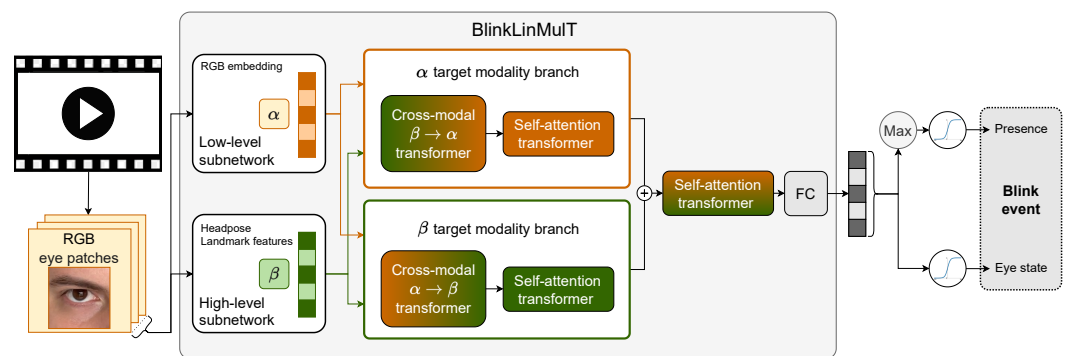 BlinkLinMulT
RGB embedding
α
Low-level
subnetwork
α target modality branch
Cross-modal
β → α
transformer
Self-attention
transformer
RGB
eye patches
Headpose
Landmark features
β
High-level
subnetwork
β target modality branch
Cross-modal
α → β
transformer
Self-attention
transformer
+
Self-attention
transformer
FC
Max
Presence
Blink
event
Eye state